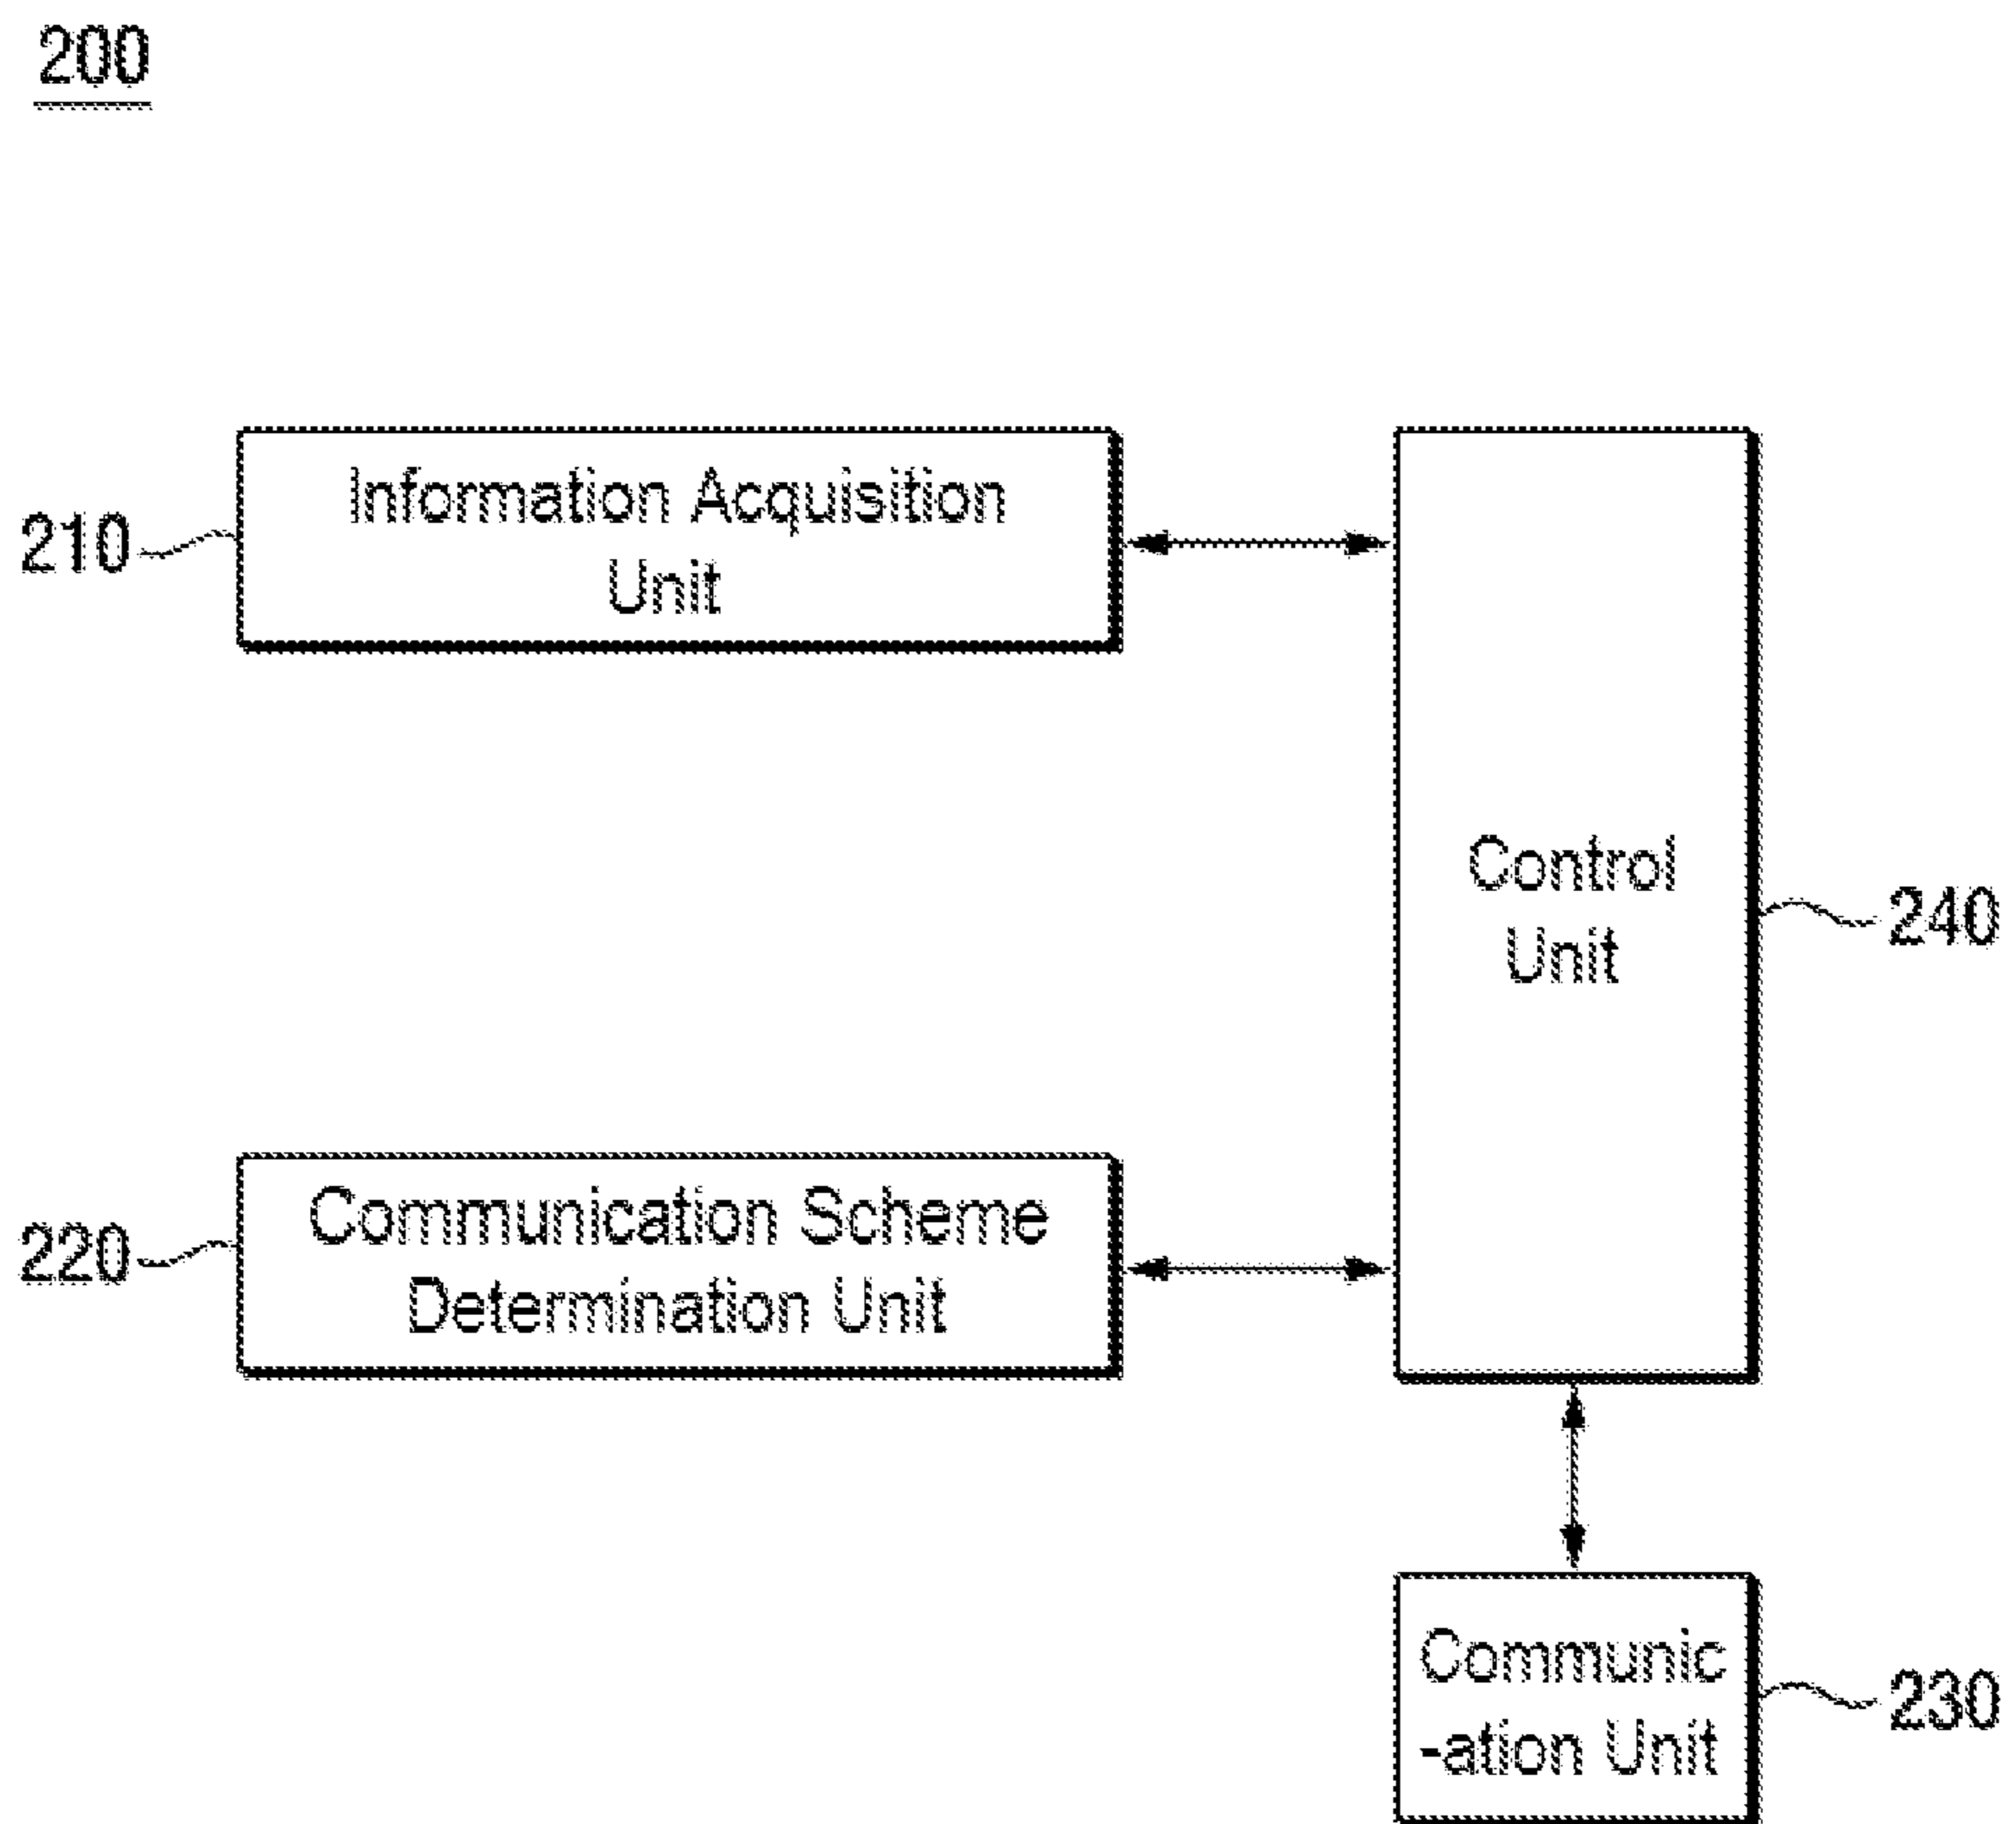 200
210
Information Acquisition
Unit
Control
Unit
240
220
Communication Scheme
Determination Unit
Communic
-ation Unit
230